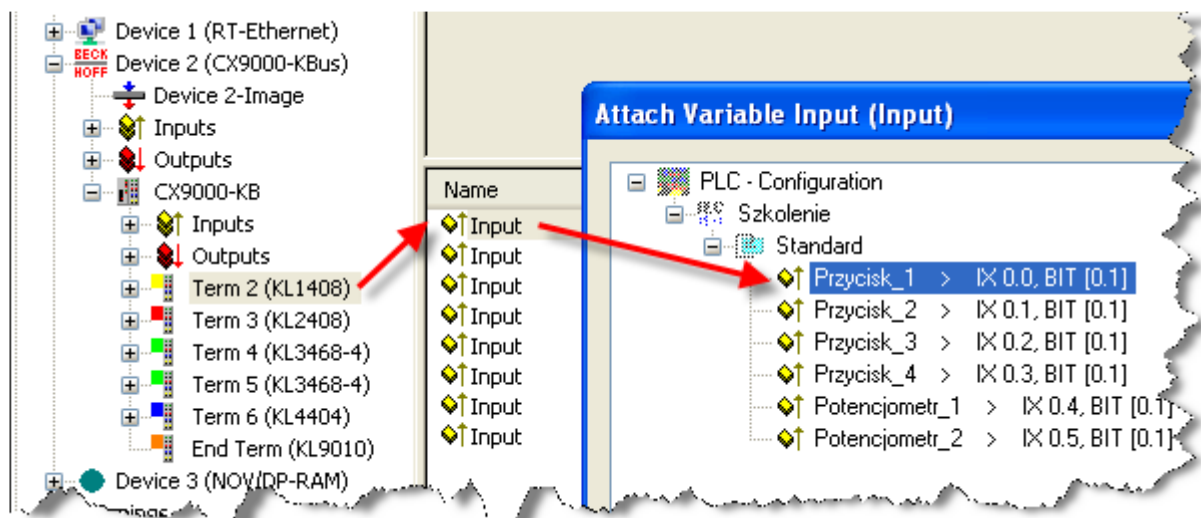 Device 1 (RT-Ethernet)
BECK
HOFF
Device 2 (CX9000-KBus)
Device 2-Image
Inputs
Outputs
CX9000-KB
Inputs
Outputs
Term 2 (KL1408)
Term 3 (KL2408)
Term 4 (KL3468-4)
Term 5 (KL3468-4)
Term 6 (KL4404)
End Term (KL9010)
Device 3 (NOV/DP-RAM)
Name
Input
Input
Input
Input
Input
Input
Input
Input
Attach Variable Input (Input)
PLC - Configuration
Szkolenie
Standard
Przycisk_1 > IX 0.0, BIT [0.1]
Przycisk_2 > IX 0.1, BIT [0.1]
Przycisk_3 > IX 0.2, BIT [0.1]
Przycisk_4 > IX 0.3, BIT [0.1]
Potencjometr_1 > IX 0.4, BIT [0.1]
Potencjometr_2 > IX 0.5, BIT [0.1]